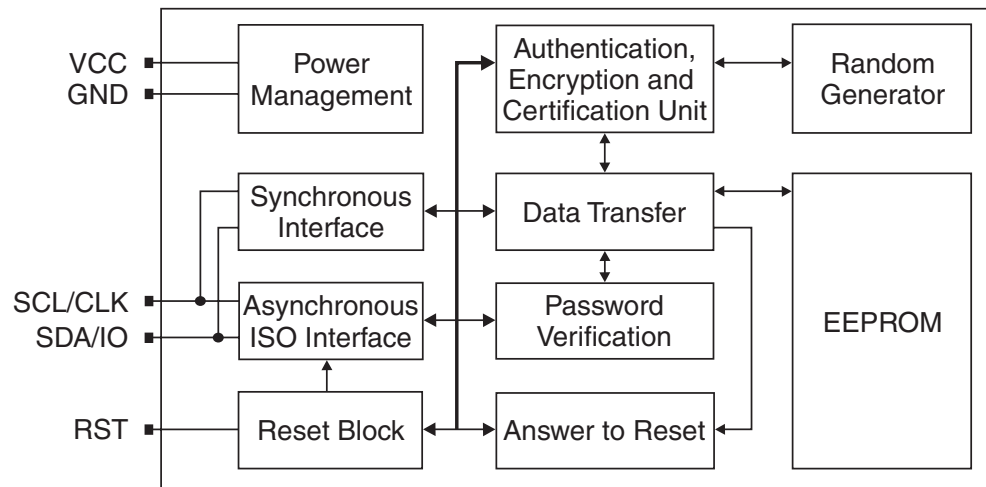 VCC
GND
Power
Management
Authentication,
Encryption and
Certification Unit
Random
Generator
Synchronous
Interface
Data Transfer
SCL/CLK
SDA/IO
Asynchronous
ISO Interface
Password
Verification
EEPROM
RST
Reset Block
Answer to Reset